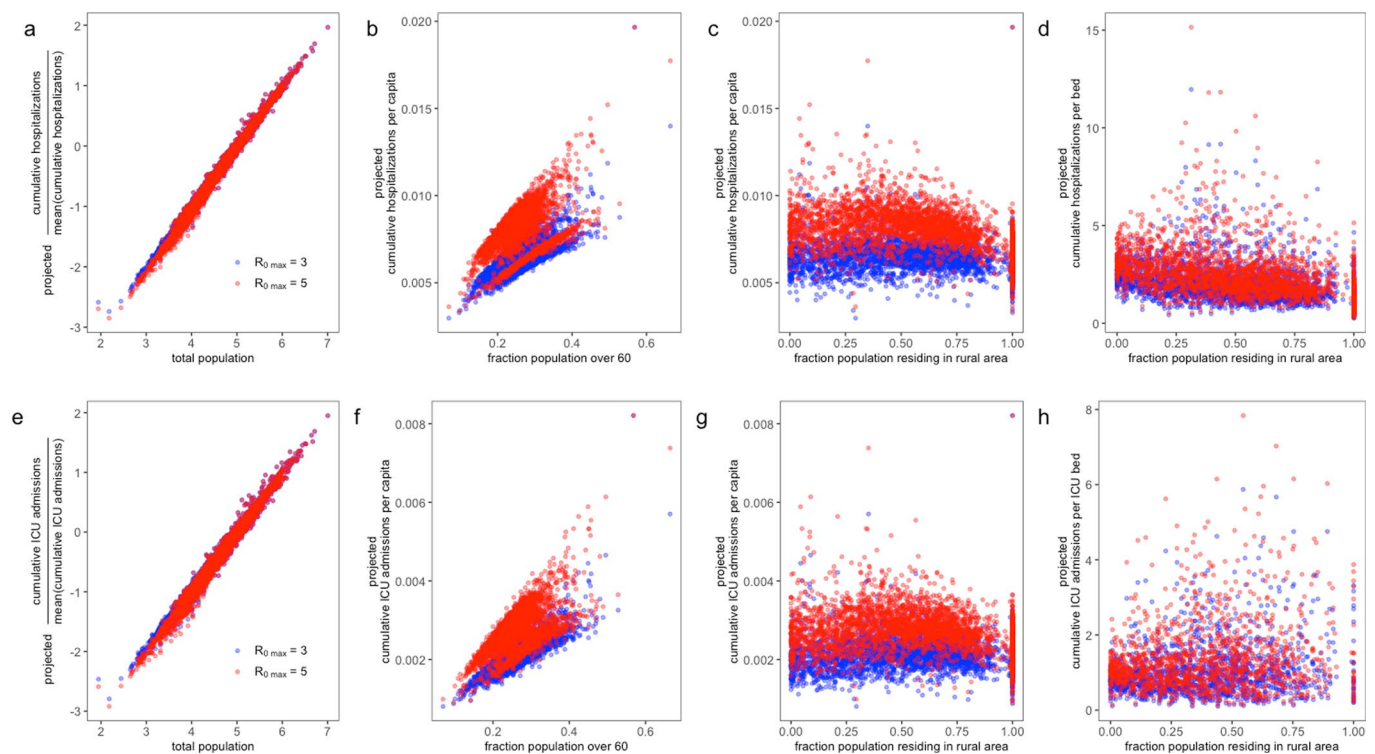 a
projected
cumulative hospitalizations
mean(cumulative hospitalizations)
2
1
0
-1
-2
-3
R0 max = 3
R0 max = 5
2 3 4 5 6 7
total population
b
projected
cumulative hospitalizations per capita
0.020
0.015
0.010
0.005
0.2 0.4 0.6
fraction population over 60
c
projected
cumulative hospitalizations per capita
0.020
0.015
0.010
0.005
0.00 0.25 0.50 0.75 1.00
fraction population residing in rural area
d
projected
cumulative hospitalizations per bed
15
10
5
0
0.00 0.25 0.50 0.75 1.00
fraction population residing in rural area
e
projected
cumulative ICU admissions
mean(cumulative ICU admissions)
2
1
0
-1
-2
-3
R0 max = 3
R0 max = 5
2 3 4 5 6 7
total population
f
projected
cumulative ICU admissions per capita
0.008
0.006
0.004
0.002
0.2 0.4 0.6
fraction population over 60
g
projected
cumulative ICU admissions per capita
0.008
0.006
0.004
0.002
0.00 0.25 0.50 0.75 1.00
fraction population residing in rural area
h
projected
cumulative ICU admissions per ICU bed
8
6
4
2
0
0.00 0.25 0.50 0.75 1.00
fraction population residing in rural area